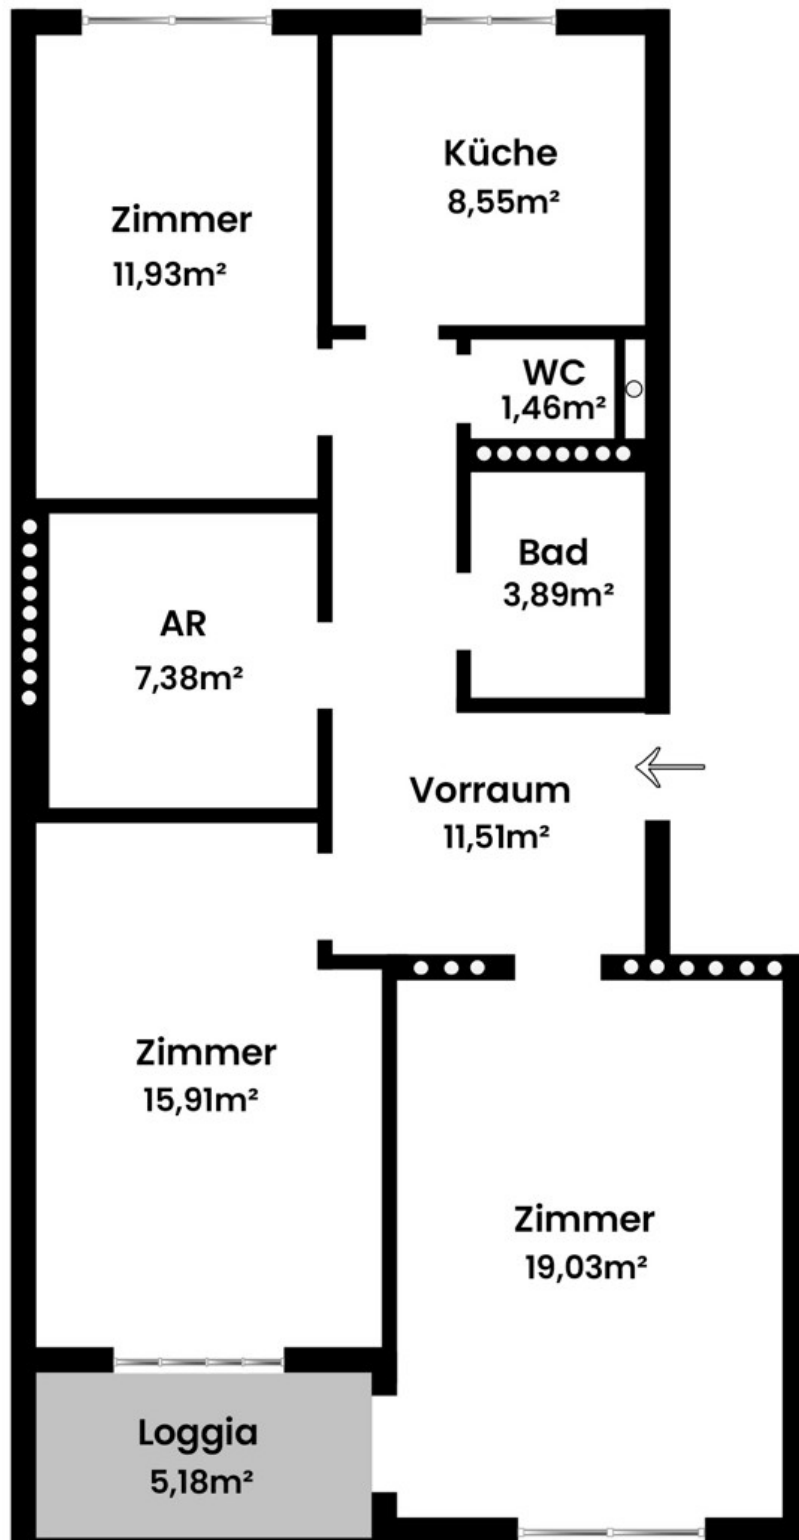 Küche
8,55m²
Zimmer
11,93m²
WC
1,46m²
Bad
3,89m²
AR
7,38m²
Vorraum
11,51m²
Zimmer
15,91m²
Zimmer
19,03m²
Loggia
5,18m²